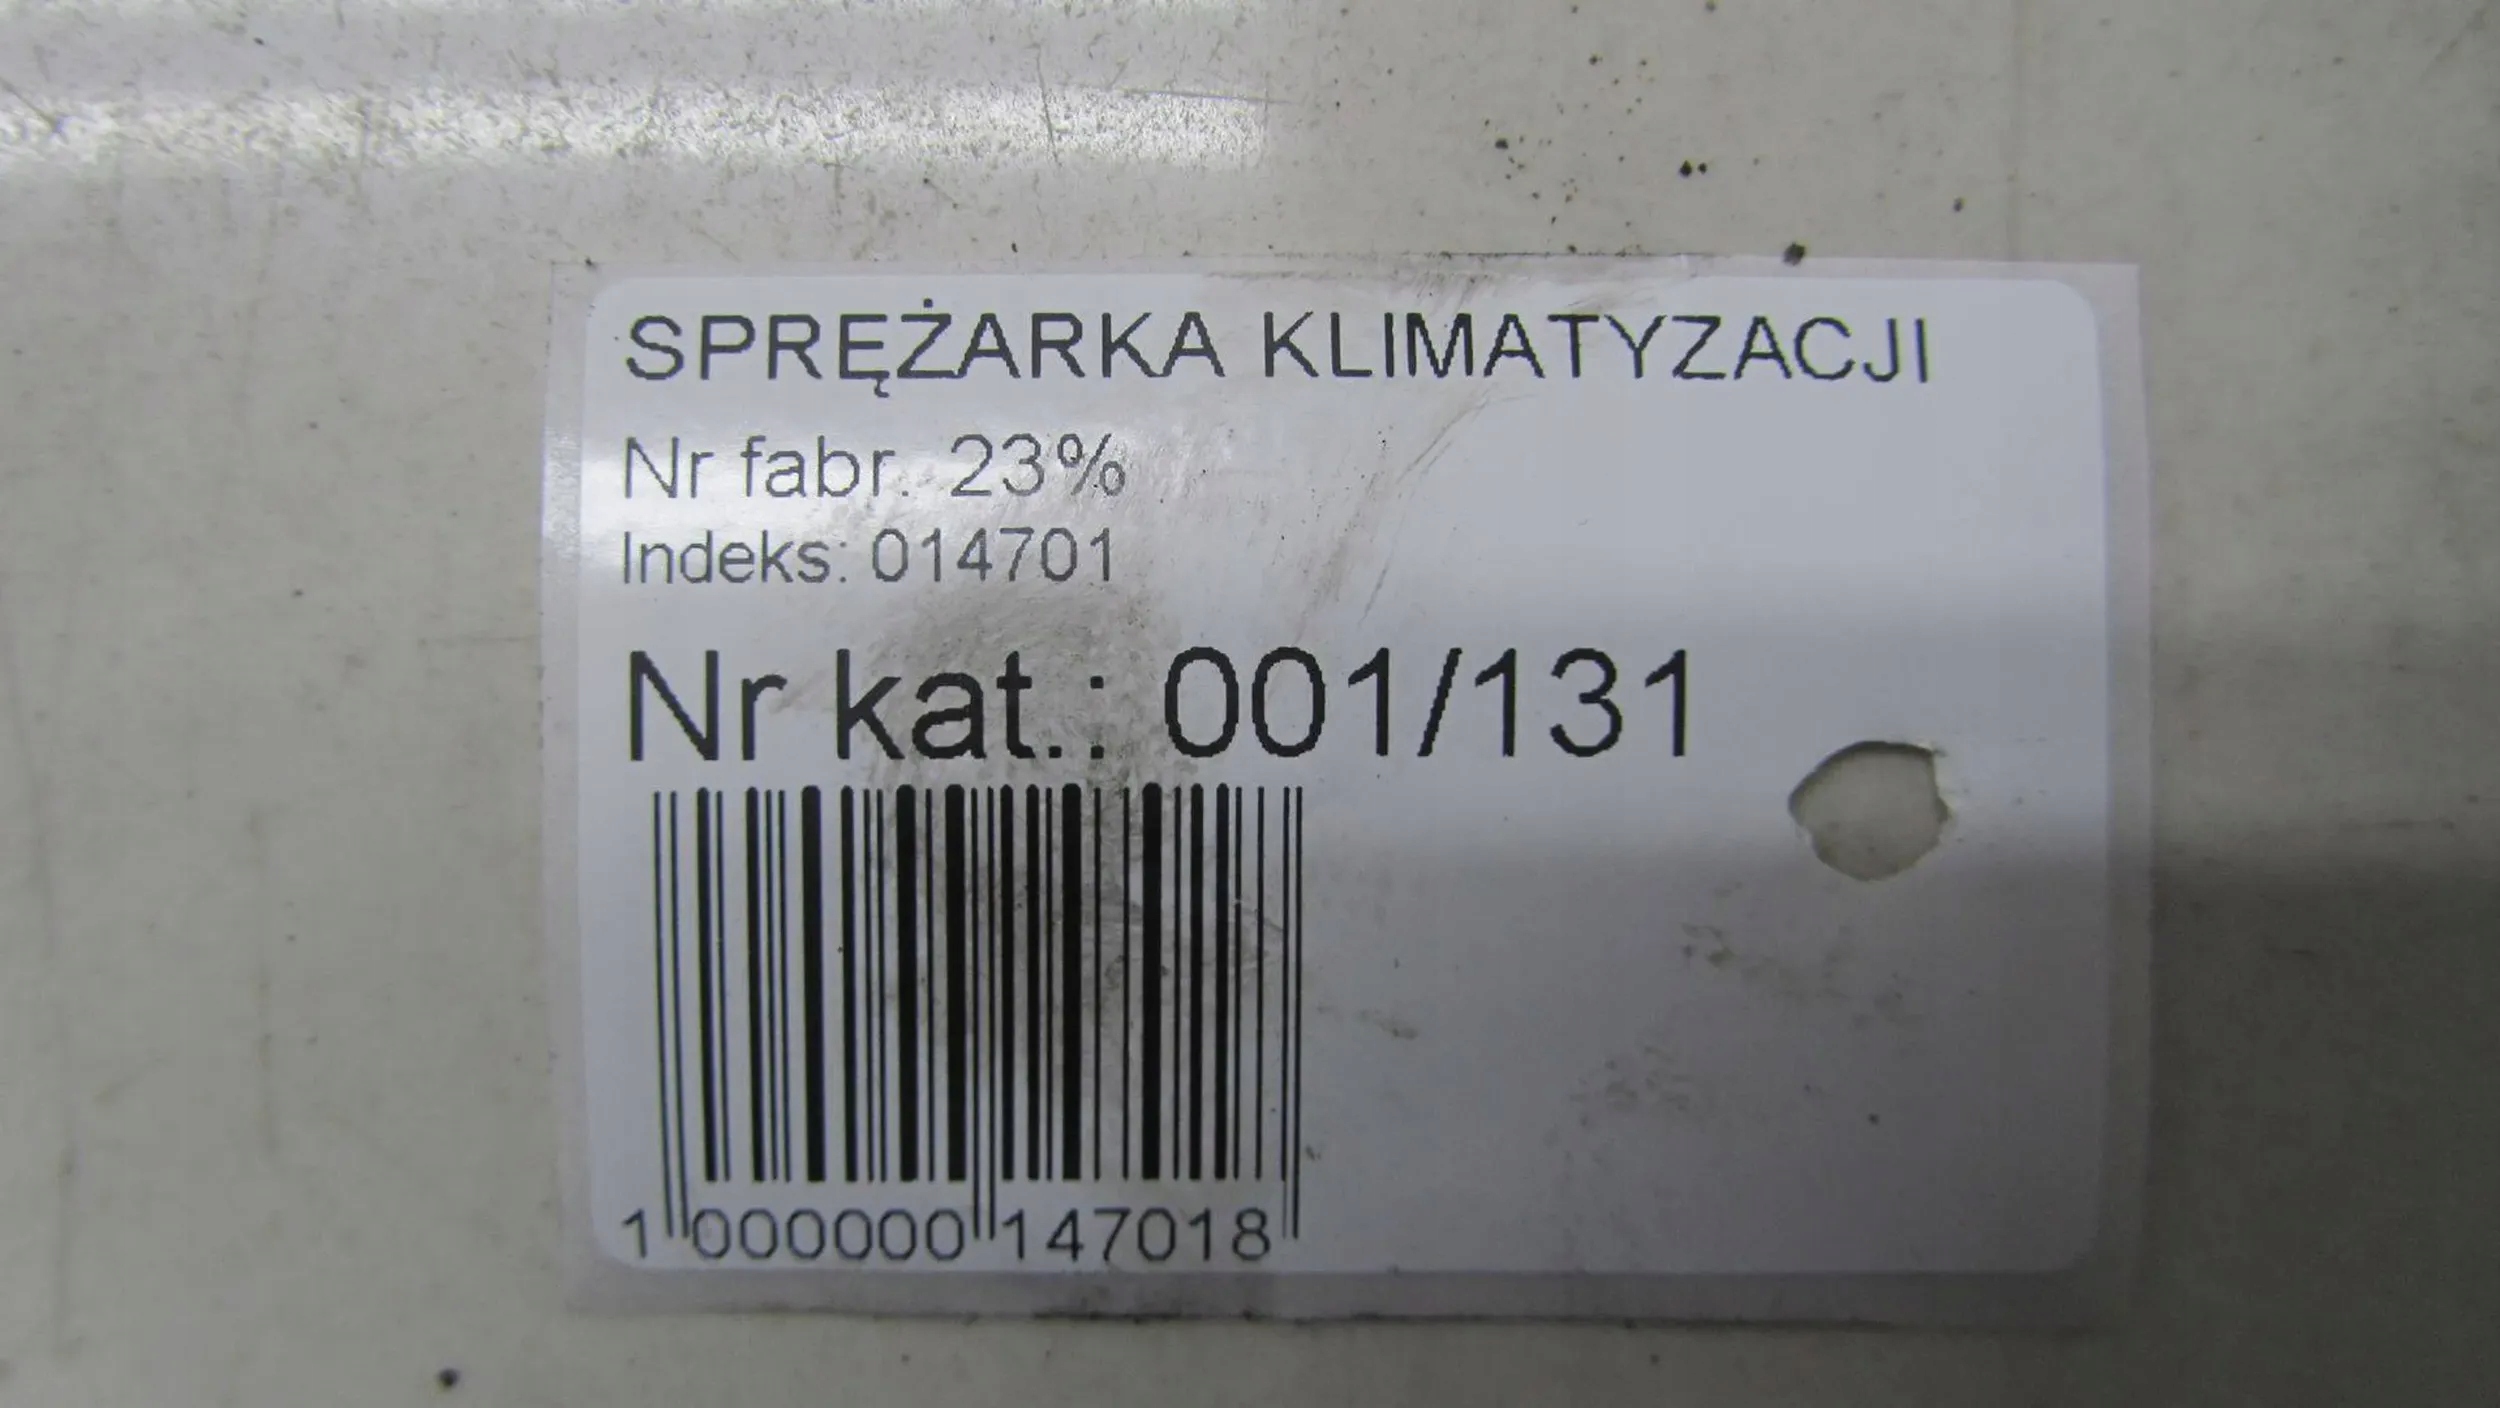 SPRĘŻARKA KLIMATYZACJI
Nr fabr.: 23%
Indeks: 014701
Nr kat.: 001/131
1 000000 147018